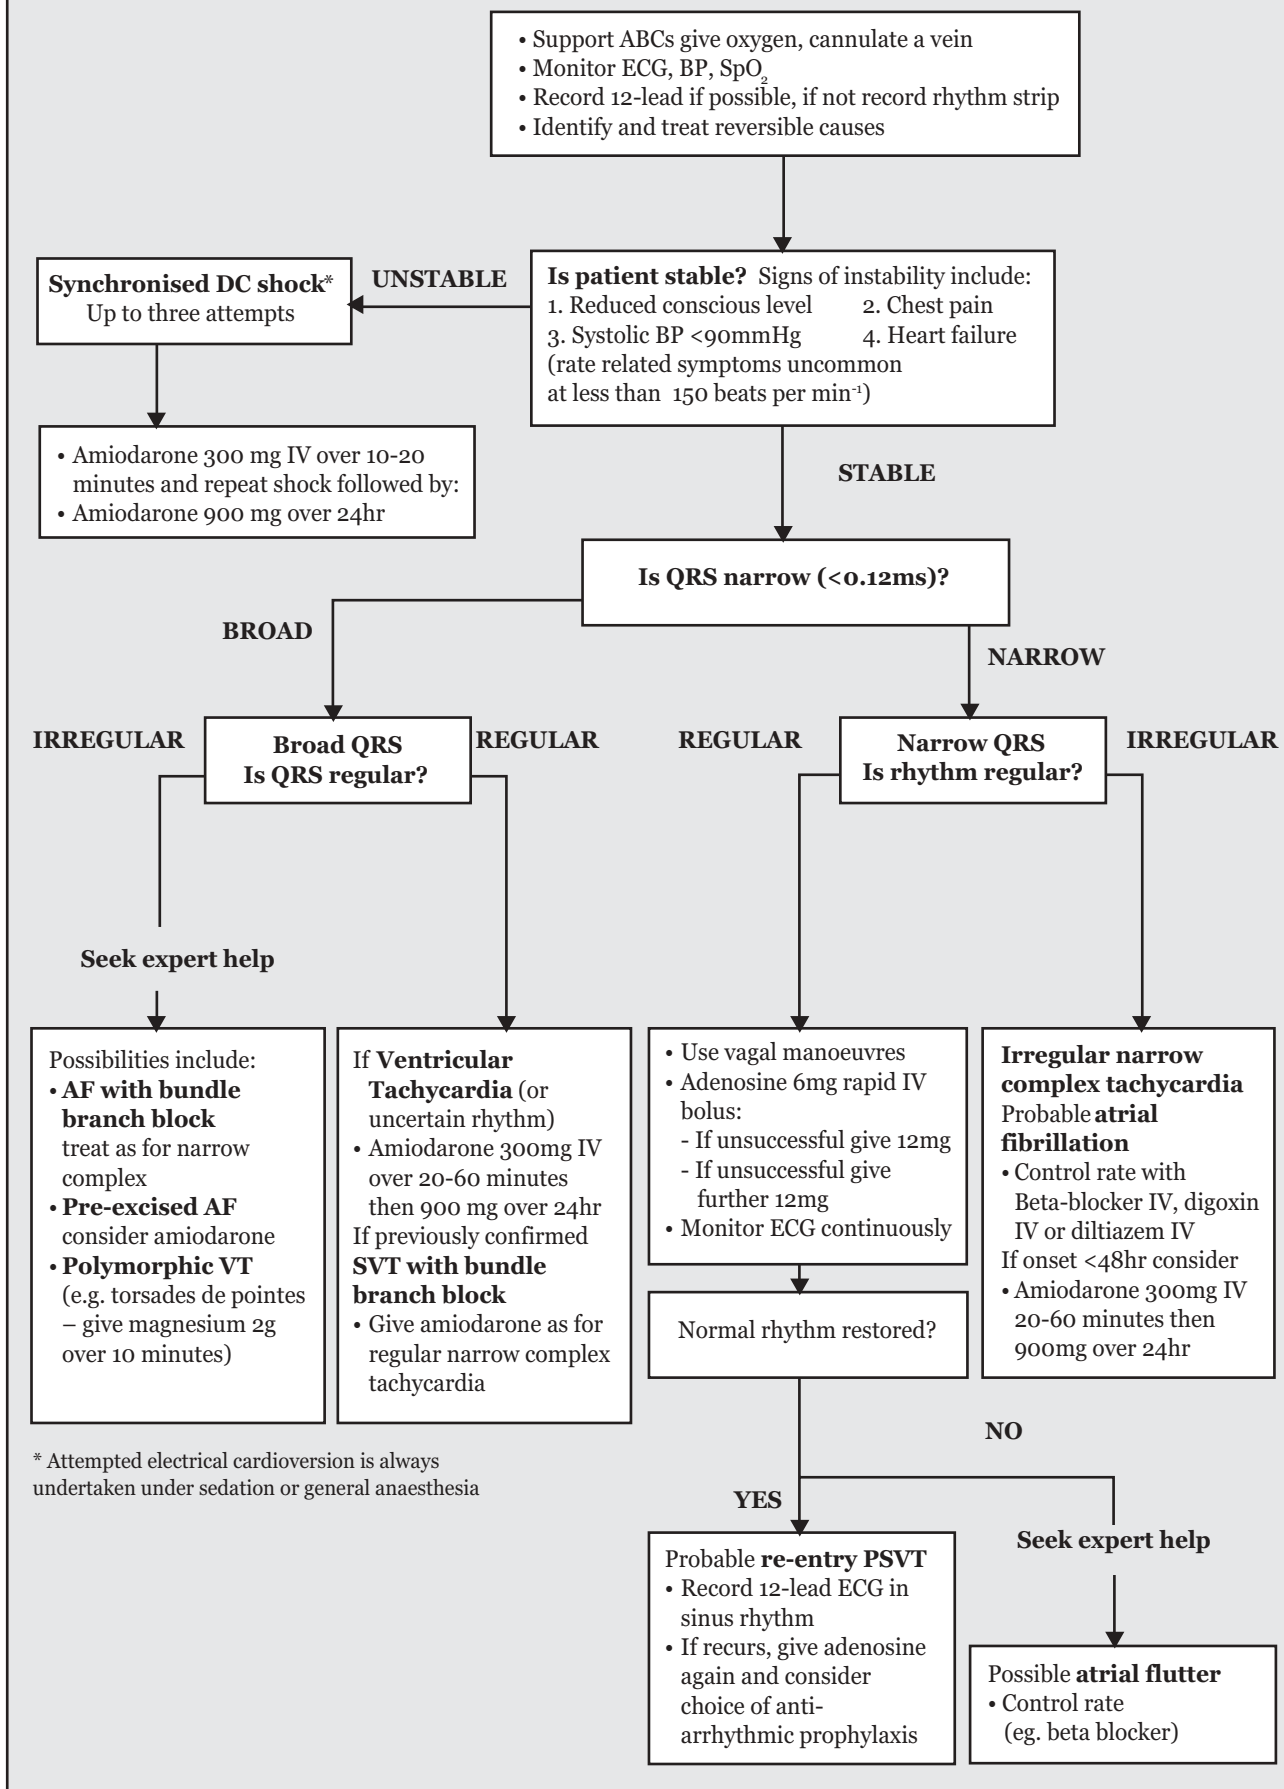 • Support ABCs give oxygen, cannulate a vein
• Monitor ECG, BP, SpO₂
• Record 12-lead if possible, if not record rhythm strip
• Identify and treat reversible causes
Synchronised DC shock*
Up to three attempts
UNSTABLE
Is patient stable? Signs of instability include:
1. Reduced conscious level 2. Chest pain
3. Systolic BP <90mmHg 4. Heart failure
(rate related symptoms uncommon
at less than 150 beats per min⁻¹)
• Amiodarone 300 mg IV over 10-20
minutes and repeat shock followed by:
• Amiodarone 900 mg over 24hr
STABLE
Is QRS narrow (<0.12ms)?
BROAD
NARROW
IRREGULAR
Broad QRS
Is QRS regular?
REGULAR
REGULAR
Narrow QRS
Is rhythm regular?
IRREGULAR
Seek expert help
Possibilities include:
• AF with bundle
branch block
treat as for narrow
complex
• Pre-excised AF
consider amiodarone
• Polymorphic VT
(e.g. torsades de pointes
– give magnesium 2g
over 10 minutes)
If Ventricular
Tachycardia (or
uncertain rhythm)
• Amiodarone 300mg IV
over 20-60 minutes
then 900 mg over 24hr
If previously confirmed
SVT with bundle
branch block
• Give amiodarone as for
regular narrow complex
tachycardia
• Use vagal manoeuvres
• Adenosine 6mg rapid IV
bolus:
- If unsuccessful give 12mg
- If unsuccessful give
further 12mg
• Monitor ECG continuously
Irregular narrow
complex tachycardia
Probable atrial
fibrillation
• Control rate with
Beta-blocker IV, digoxin
IV or diltiazem IV
If onset <48hr consider
• Amiodarone 300mg IV
20-60 minutes then
900mg over 24hr
Normal rhythm restored?
* Attempted electrical cardioversion is always
undertaken under sedation or general anaesthesia
NO
YES
Seek expert help
Probable re-entry PSVT
• Record 12-lead ECG in
sinus rhythm
• If recurs, give adenosine
again and consider
choice of anti-
arrhythmic prophylaxis
Possible atrial flutter
• Control rate
(eg. beta blocker)